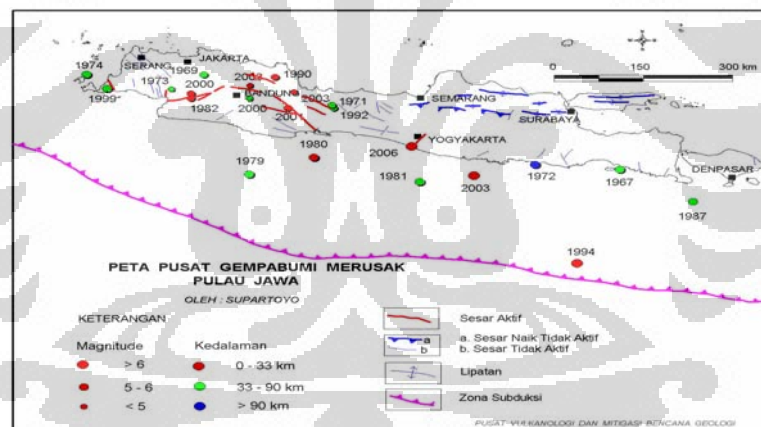 1974
SERANG
JAKARTA
1969
1973
2000
1990
1999
1982
BANDUNG
2000
2001
2003
1971
1992
SEMARANG
SURABAYA
YOGYAKARTA
DENPASAR
0 150 300 km
1980
2006
1979
1981
2003
1972
1967
1987
1994
PETA PUSAT GEMPABUMI MERUSAK
PULAU JAWA
OLEH : SUPARTOYO
KETERANGAN
Magnitude
> 6
5 - 6
< 5
Kedalaman
0 - 33 km
33 - 90 km
> 90 km
Sesar Aktif
a
b
a. Sesar Naik Tidak Aktif
b. Sesar Tidak Aktif
Lipatan
Zona Subduksi
PUSAT VULKANOLOGI DAN MITIGASI BENCANA GEOLOGI